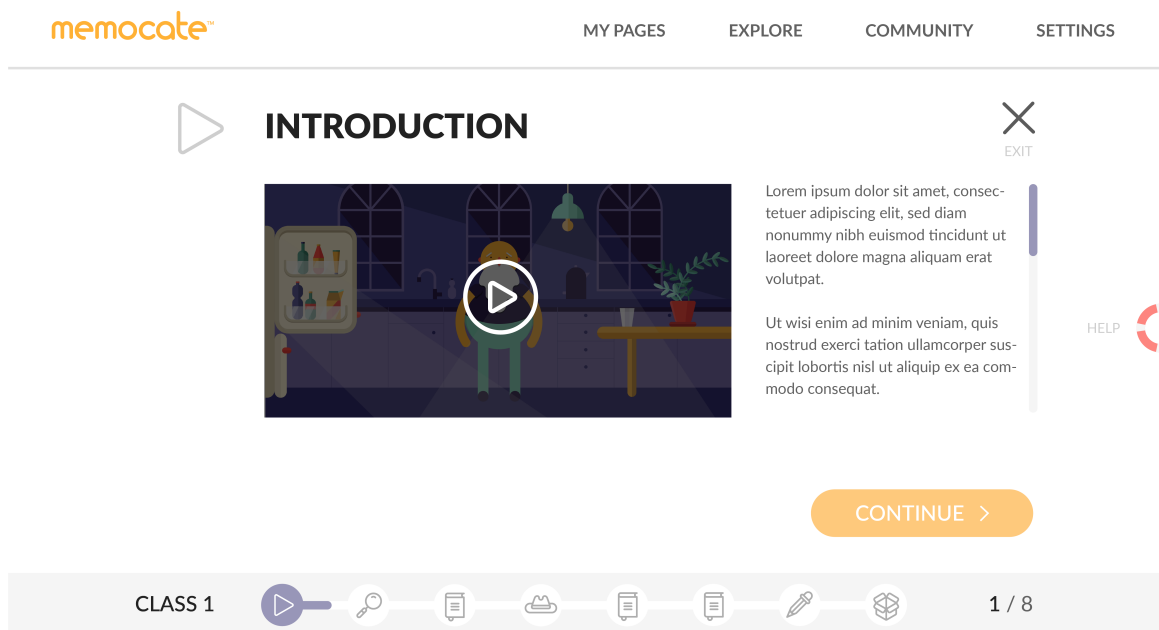 memocate™
MY PAGES
EXPLORE
COMMUNITY
SETTINGS
INTRODUCTION
EXIT
Lorem ipsum dolor sit amet, consec-
tetuer adipiscing elit, sed diam
nonummy nibh euismod tincidunt ut
laoreet dolore magna aliquam erat
volutpat.
Ut wisi enim ad minim veniam, quis
nostrud exerci tation ullamcorper sus-
cipit lobortis nisl ut aliquip ex ea com-
modo consequat.
HELP
CONTINUE
CLASS 1
1 / 8